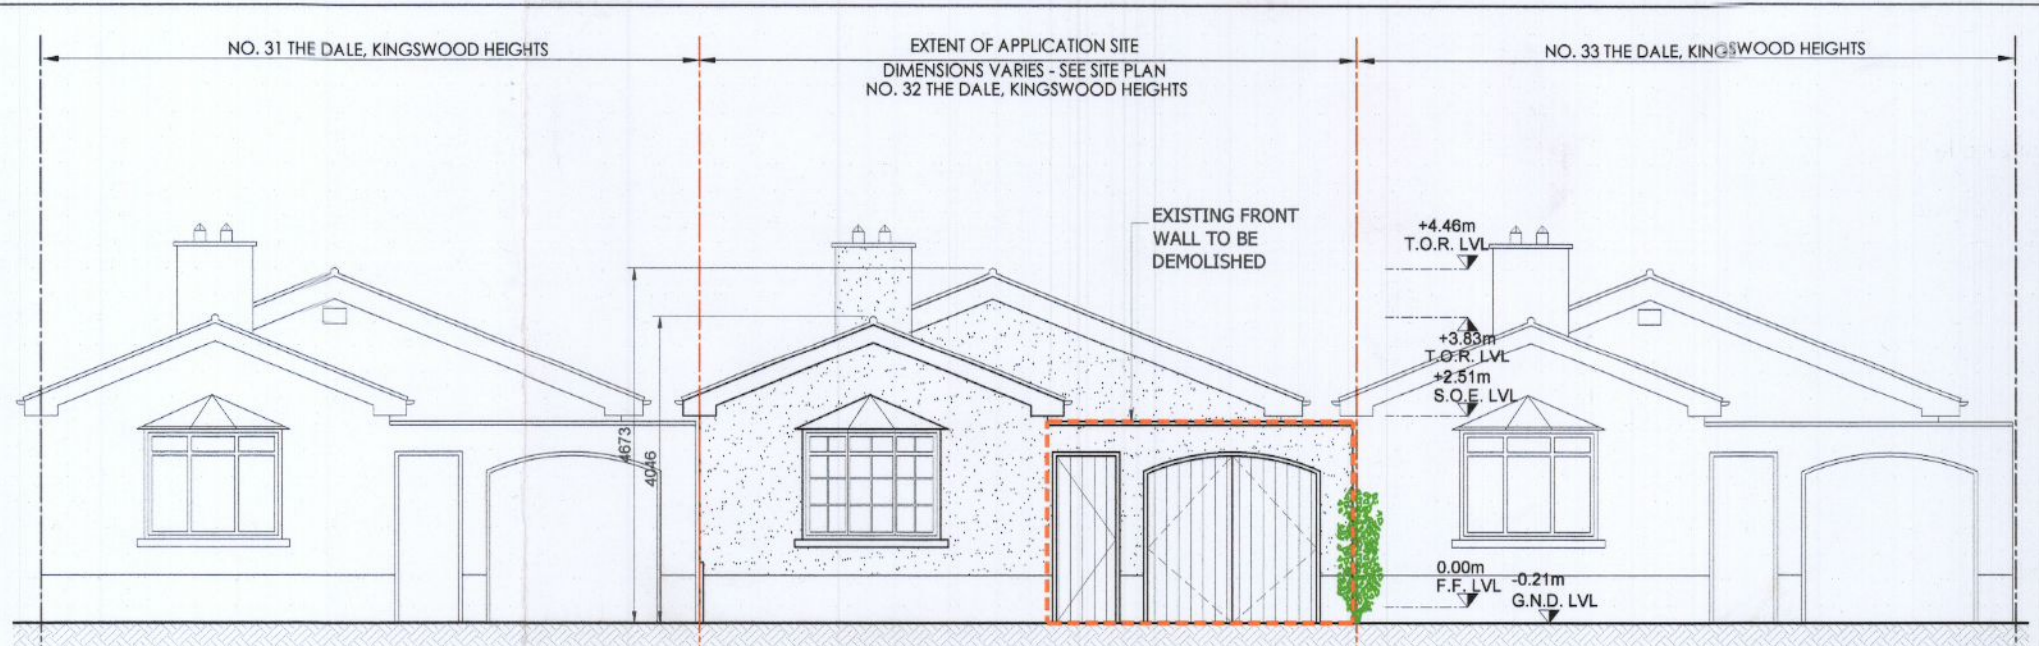 NO. 31 THE DALE, KINGSWOOD HEIGHTS
EXTENT OF APPLICATION SITE
DIMENSIONS VARIES - SEE SITE PLAN
NO. 32 THE DALE, KINGSWOOD HEIGHTS
NO. 33 THE DALE, KINGSWOOD HEIGHTS
EXISTING FRONT
WALL TO BE
DEMOLISHED
+4.46m
T.O.R. LVL
+3.83m
T.O.R. LVL
+2.51m
S.O.E. LVL
4673
4046
0.00m
F.F. LVL
-0.21m
G.N.D. LVL